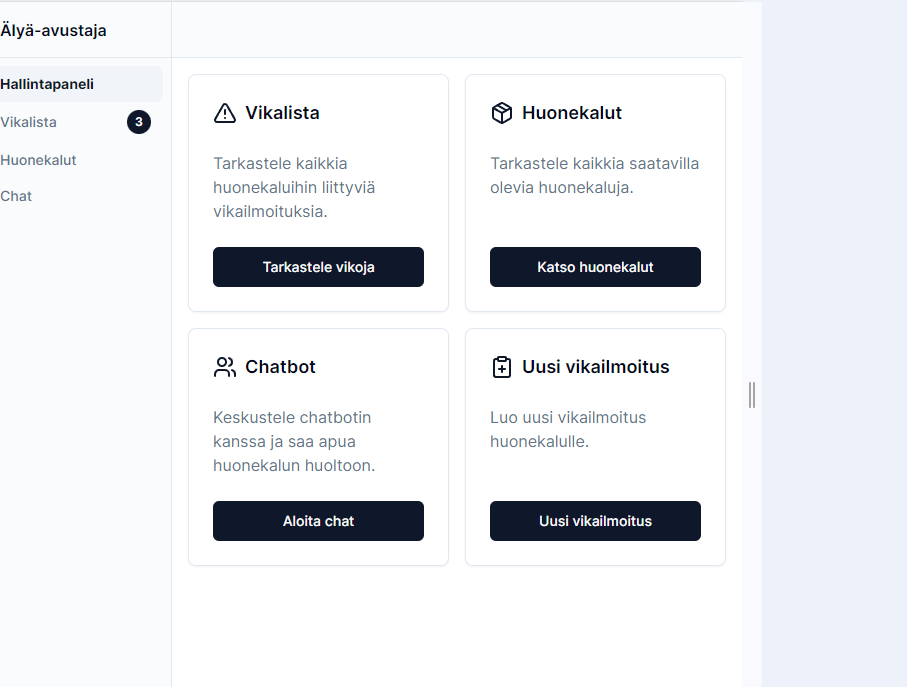 Älyä-avustaja
Hallintapaneli
Vikalista
3
Huonekalut
Chat
Vikalista
Tarkastele kaikkia
huonekaluihin liittyviä
vikailmoituksia.
Tarkastele vikoja
Huonekalut
Tarkastele kaikkia saatavilla
olevia huonekaluja.
Katso huonekalut
Chatbot
Keskustele chatbotin
kanssa ja saa apua
huonekalun huoltoon.
Aloita chat
Uusi vikailmoitus
Luo uusi vikailmoitus
huonekalulle.
Uusi vikailmoitus